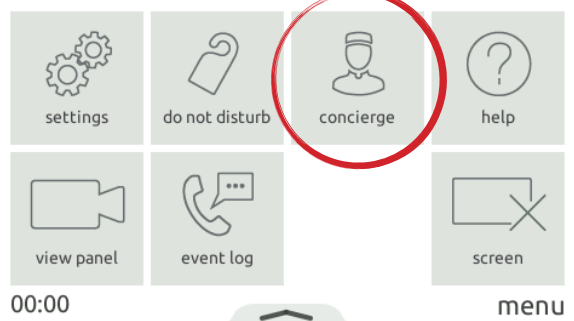 settings
do not disturb
concierge
help
view panel
event log
screen
00:00
menu